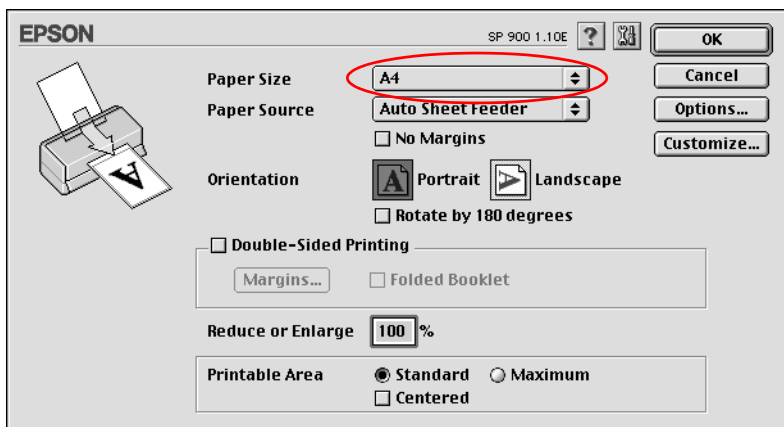 EPSON SP 900 1.10E ? OK
Paper Size A4 Cancel
Paper Source Auto Sheet Feeder Options...
No Margins Customize...
Orientation A Portrait A Landscape
Rotate by 180 degrees
Double-Sided Printing
Margins... Folded Booklet
Reduce or Enlarge 100 %
Printable Area Standard Maximum
Centered
A